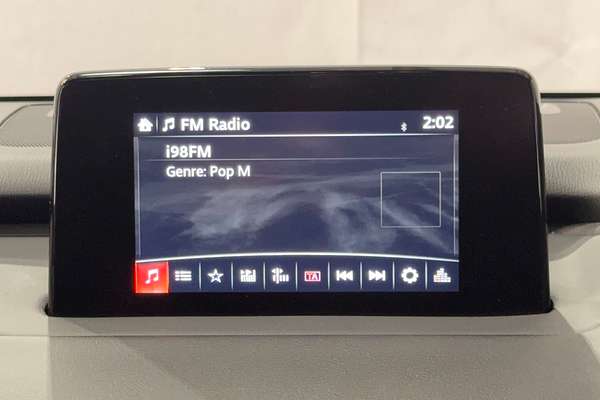 FM Radio 2:02
i98FM
Genre: Pop M
TA